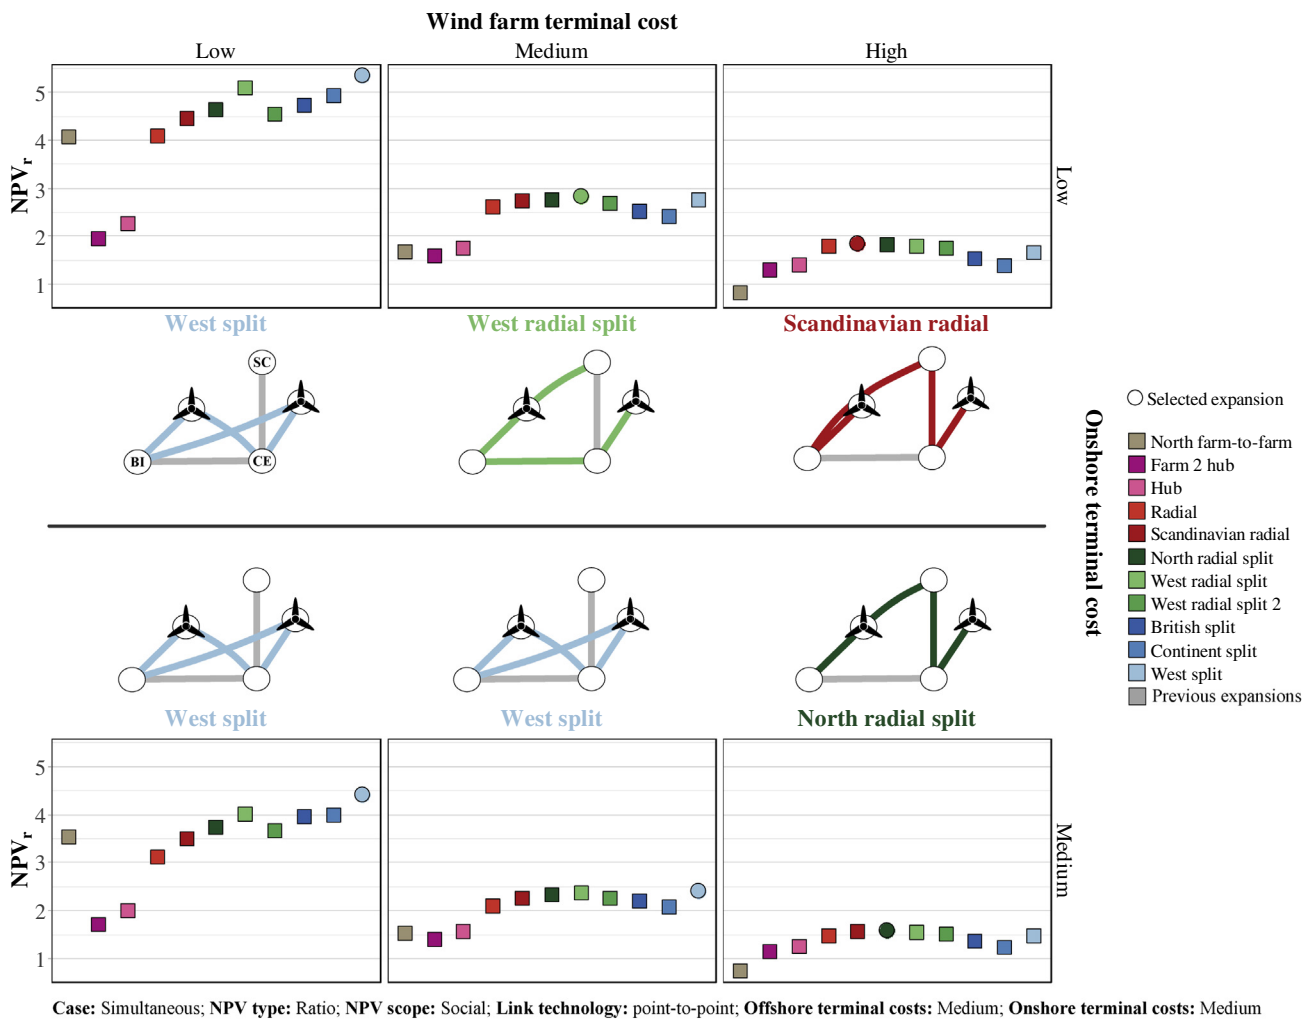 Wind farm terminal cost
Low Medium High
5
4
3
2
1
NPVr
Low
West split West radial split Scandinavian radial
SC
BI
CE
Onshore terminal cost
Selected expansion
North farm-to-farm
Farm 2 hub
Hub
Radial
Scandinavian radial
North radial split
West radial split
West radial split 2
British split
Continent split
West split
Previous expansions
West split West split North radial split
5
4
3
2
1
NPVr
Medium
Case: Simultaneous; NPV type: Ratio; NPV scope: Social; Link technology: point-to-point; Offshore terminal costs: Medium; Onshore terminal costs: Medium